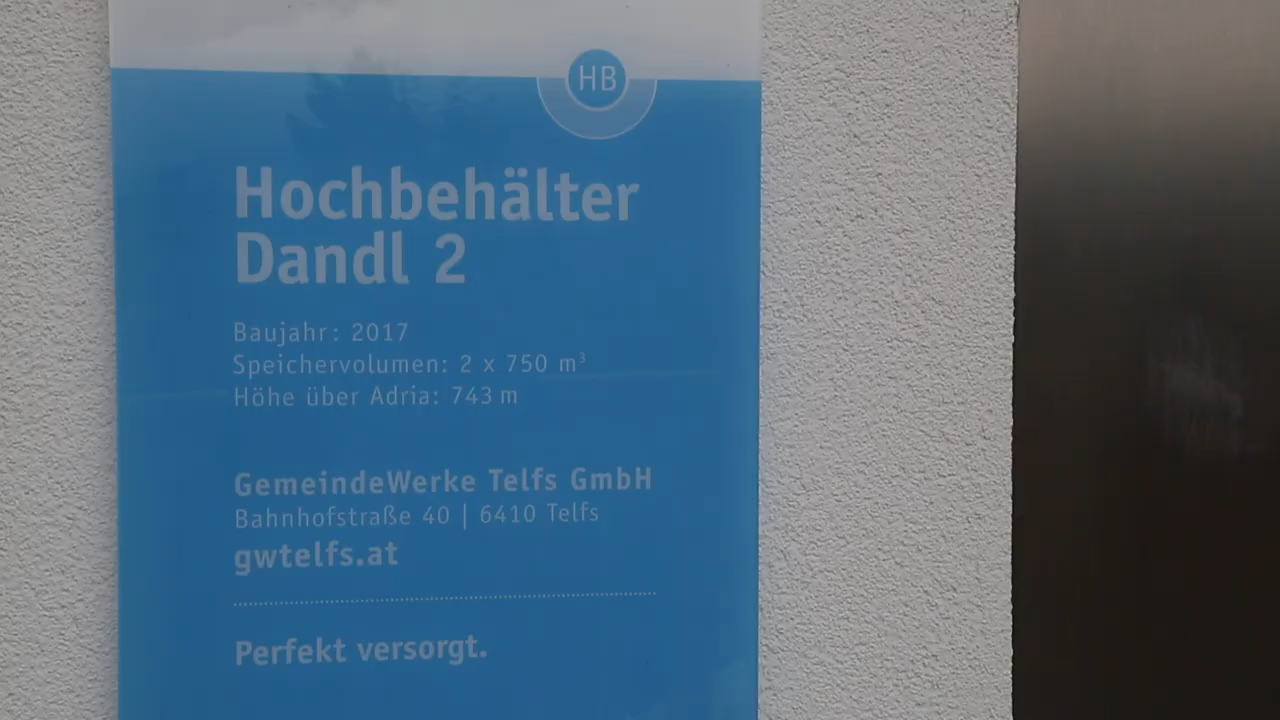 HB
Hochbehälter
Dandl 2
Baujahr: 2017
Speichervolumen: 2 x 750 m³
Höhe über Adria: 743 m
GemeindeWerke Telfs GmbH
Bahnhofstraße 40 | 6410 Telfs
gwtelfs.at
Perfekt versorgt.